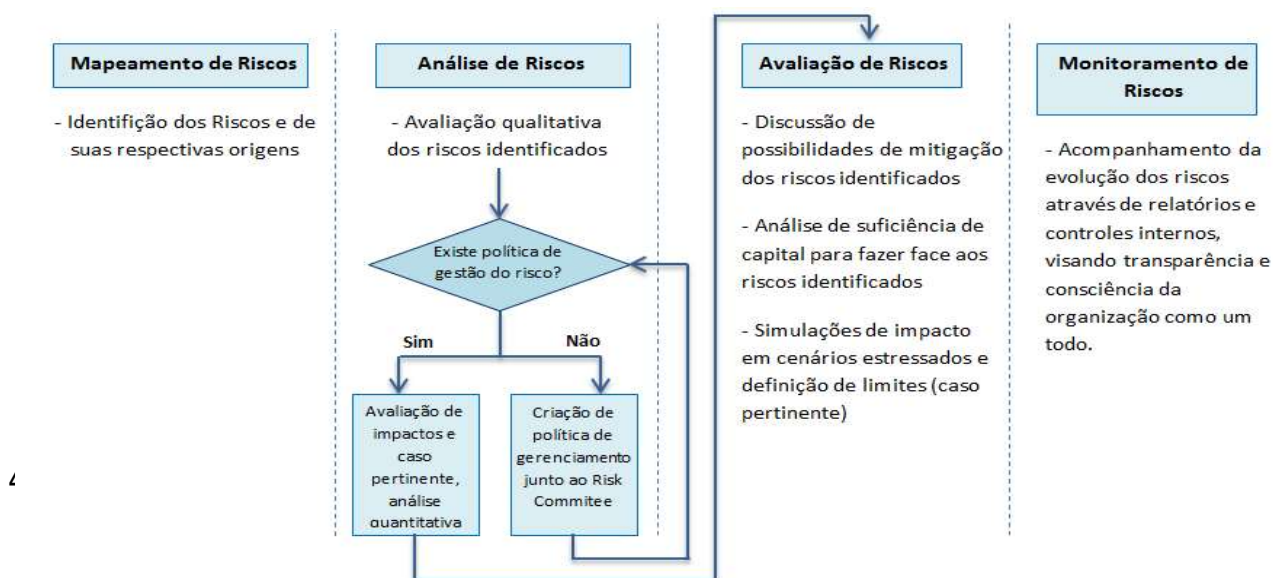 Mapeamento de Riscos
- Identifição dos Riscos e de
suas respectivas origens
Análise de Riscos
- Avaliação qualitativa
dos riscos identificados
Existe política de
gestão do risco?
Sim
Não
Avaliação de
impactos e
caso
pertinente,
análise
quantitativa
Criação de
política de
gerenciamento
junto ao Risk
Commitee
Avaliação de Riscos
- Discussão de
possibilidades de mitigação
dos riscos identificados
- Análise de suficiência de
capital para fazer face aos
riscos identificados
- Simulações de impacto
em cenários estressados e
definição de limites (caso
pertinente)
Monitoramento de
Riscos
- Acompanhamento da
evolução dos riscos
através de relatórios e
controles internos,
visando transparência e
consciência da
organização como um
todo.